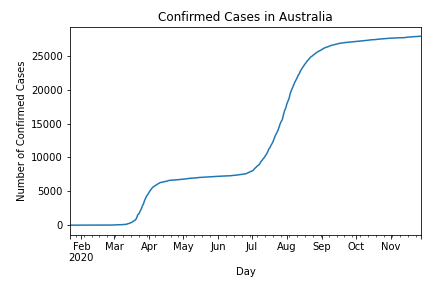 Confirmed Cases in Australia
Number of Confirmed Cases
25000
20000
15000
10000
5000
0
Feb Mar Apr May Jun Jul Aug Sep Oct Nov
2020
Day